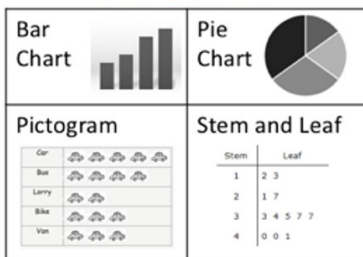 Bar
Chart
Pie
Chart
Pictogram
Car
Bus
Lorry
Bike
Van
Stem and Leaf
Stem Leaf
1 2 3
2 1 7
3 3 4 5 7 7
4 0 0 1